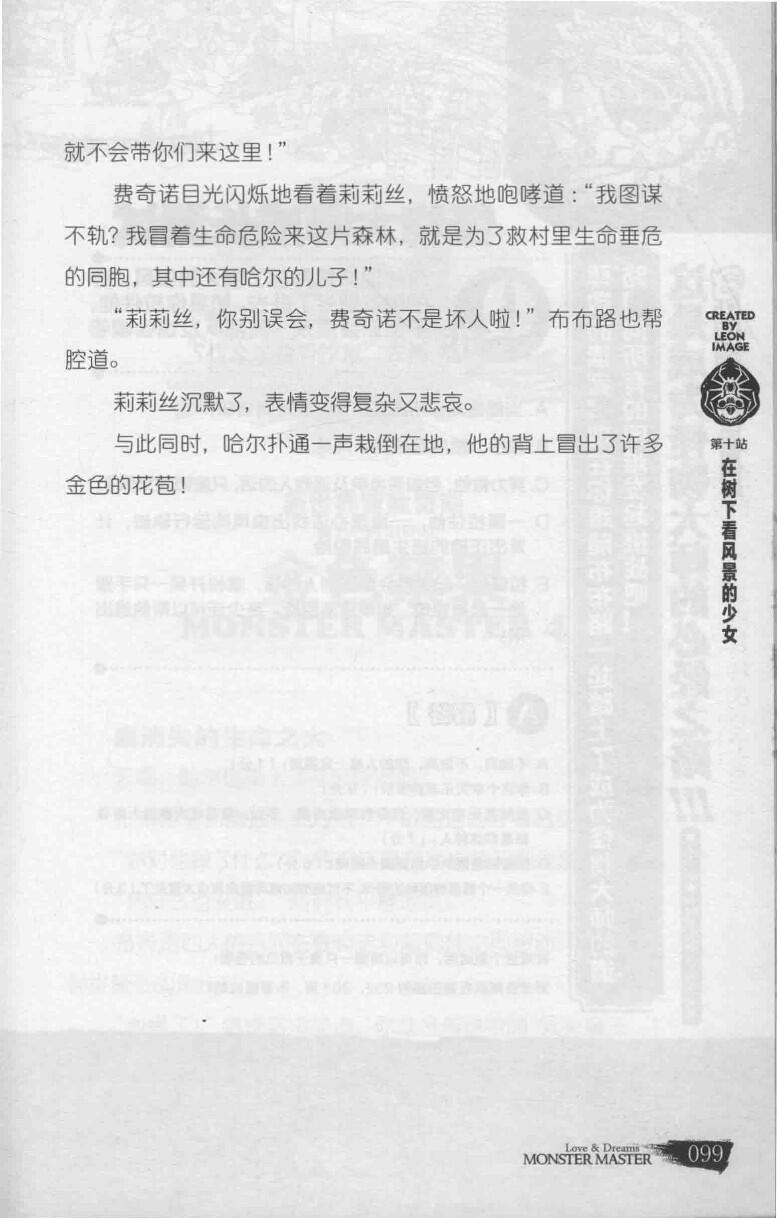 就不会带你们来这里！”
费奇诺目光闪烁地看着莉莉丝，愤怒地咆哮道：“我图谋
不轨？我冒着生命危险来这片森林，就是为了救村里生命垂危
的同胞，其中还有哈尔的儿子！”
“莉莉丝，你别误会，费奇诺不是坏人啦！”布布路也帮
腔道。
莉莉丝沉默了，表情变得复杂又悲哀。
与此同时，哈尔扑通一声栽倒在地，他的背上冒出了许多
金色的花苞！
CREATED
BY
LEON
IMAGE
第十站
在树下看风景的少女
Love & Dreams
MONSTER MASTER
099